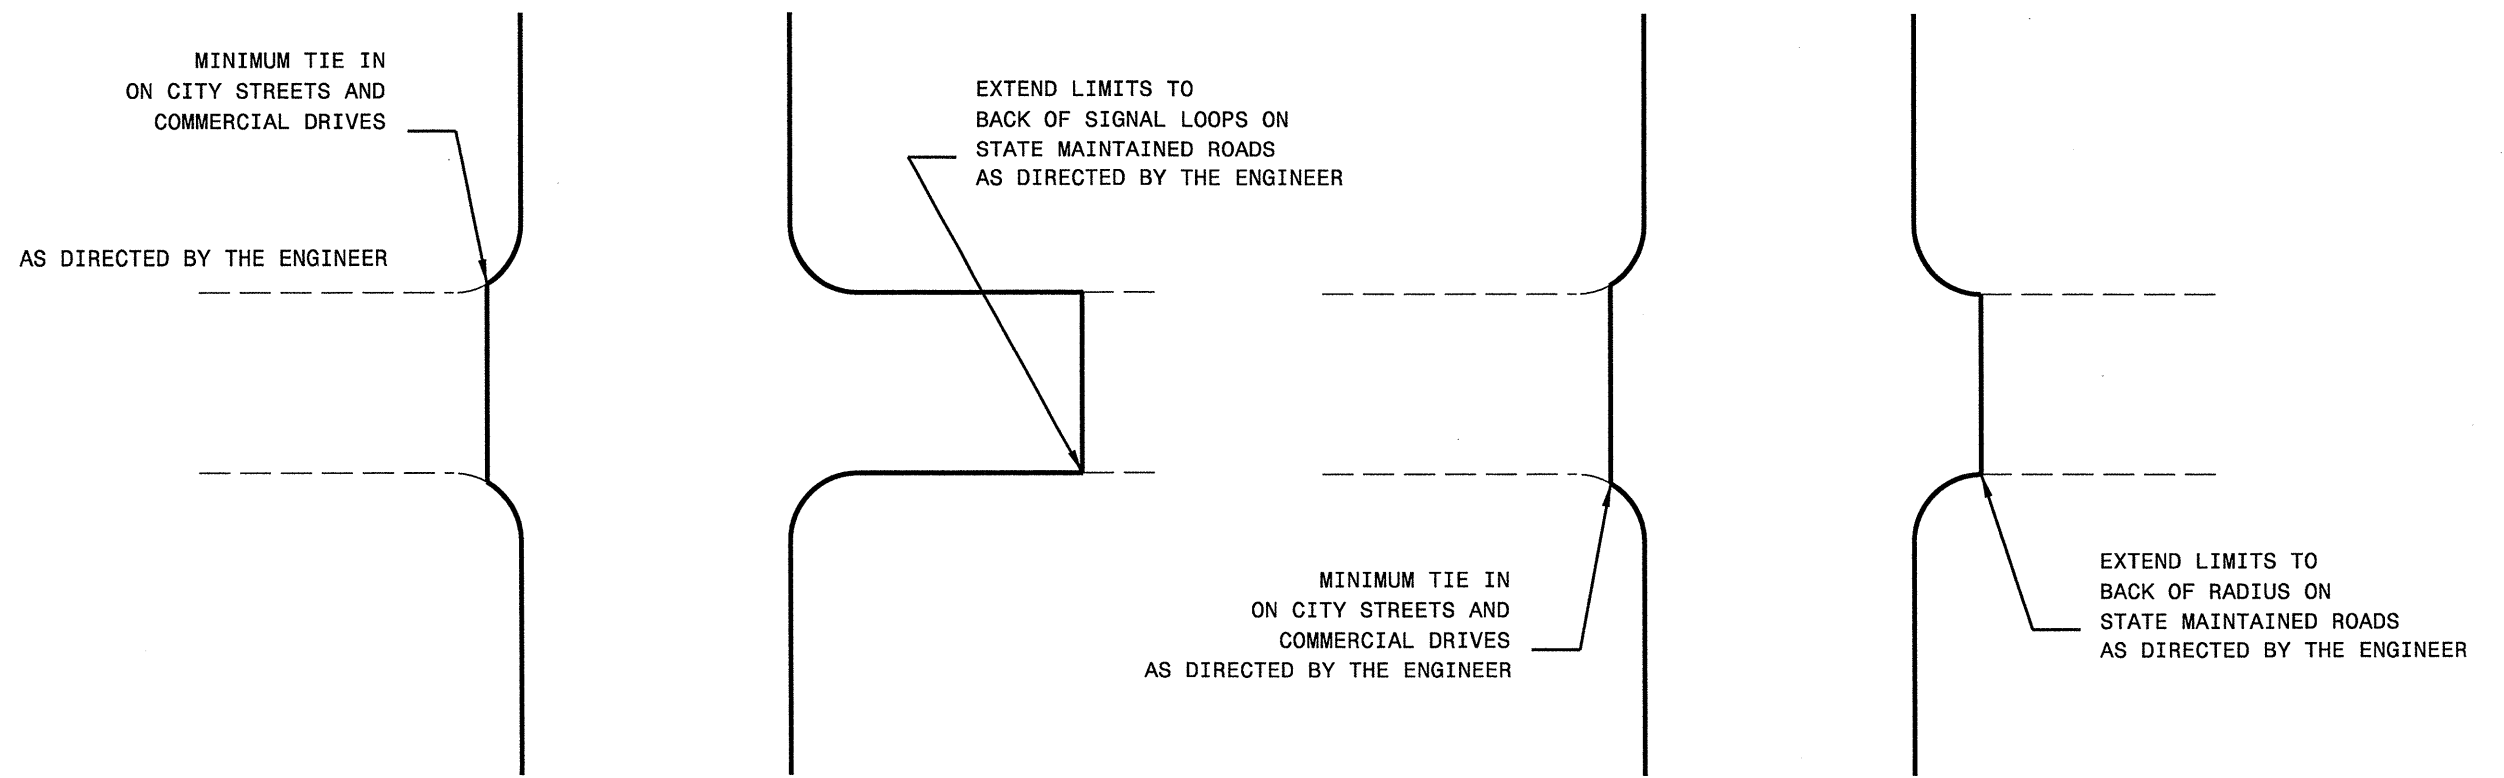 MINIMUM TIE IN
ON CITY STREETS AND
COMMERCIAL DRIVES
AS DIRECTED BY THE ENGINEER
EXTEND LIMITS TO
BACK OF SIGNAL LOOPS ON
STATE MAINTAINED ROADS
AS DIRECTED BY THE ENGINEER
MINIMUM TIE IN
ON CITY STREETS AND
COMMERCIAL DRIVES
AS DIRECTED BY THE ENGINEER
EXTEND LIMITS TO
BACK OF RADIUS ON
STATE MAINTAINED ROADS
AS DIRECTED BY THE ENGINEER